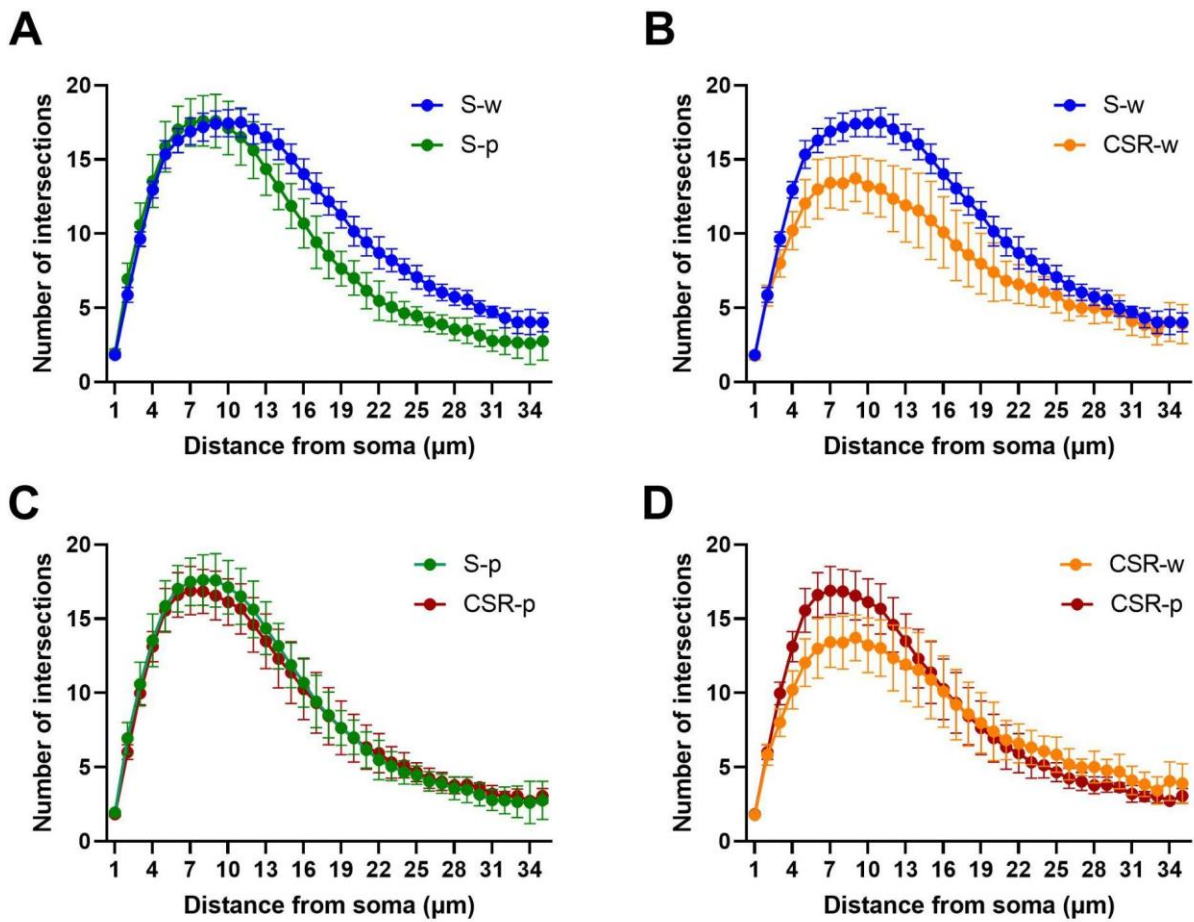 A
Number of intersections
20
15
10
5
0
S-w
S-p
1 4 7 10 13 16 19 22 25 28 31 34
Distance from soma (µm)
B
Number of intersections
20
15
10
5
0
S-w
CSR-w
1 4 7 10 13 16 19 22 25 28 31 34
Distance from soma (µm)
C
Number of intersections
20
15
10
5
0
S-p
CSR-p
1 4 7 10 13 16 19 22 25 28 31 34
Distance from soma (µm)
D
Number of intersections
20
15
10
5
0
CSR-w
CSR-p
1 4 7 10 13 16 19 22 25 28 31 34
Distance from soma (µm)